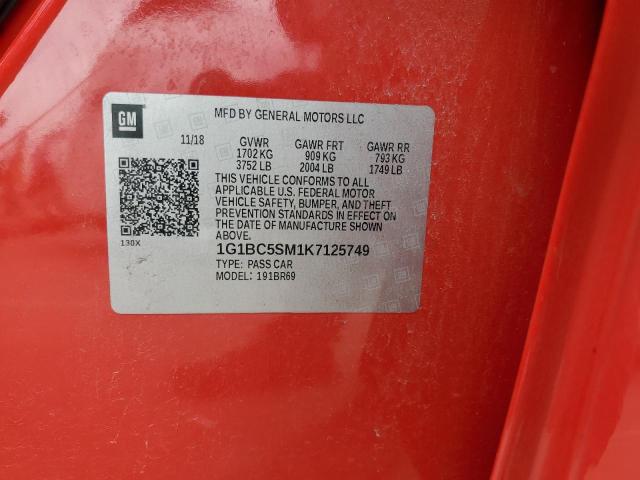 GM
MFD BY GENERAL MOTORS LLC
11/18
GVWR GAWR FRT GAWR RR
1702 KG 909 KG 793 KG
3752 LB 2004 LB 1749 LB
THIS VEHICLE CONFORMS TO ALL
APPLICABLE U.S. FEDERAL MOTOR
VEHICLE SAFETY, BUMPER, AND THEFT
PREVENTION STANDARDS IN EFFECT ON
THE DATE OF MANUFACTURE SHOWN
ABOVE.
130X
1G1BC5SM1K7125749
TYPE: PASS CAR
MODEL: 191BR69